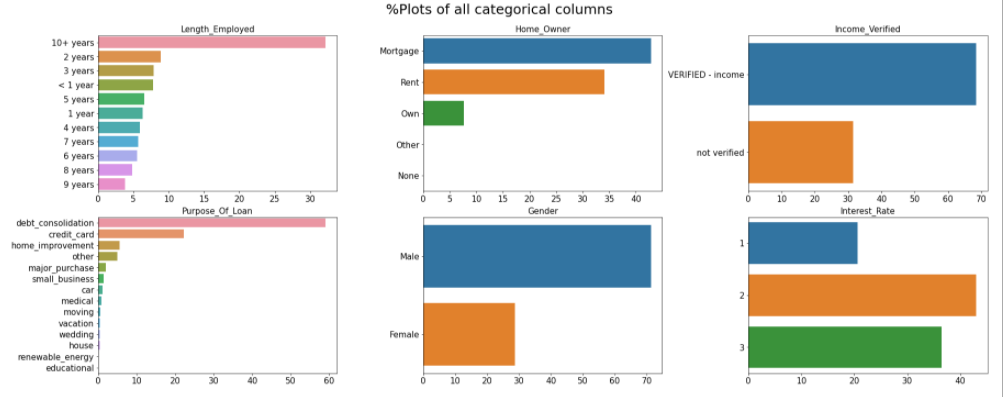 %Plots of all categorical columns
Length_Employed
10+ years
2 years
3 years
< 1 year
5 years
1 year
4 years
7 years
6 years
8 years
9 years
0 5 10 15 20 25 30
Home_Owner
Mortgage
Rent
Own
Other
None
0 5 10 15 20 25 30 35 40
Income_Verified
VERIFIED - income
not verified
0 10 20 30 40 50 60 70
Purpose_Of_Loan
debt_consolidation
credit_card
home_improvement
other
major_purchase
small_business
car
medical
moving
vacation
wedding
house
renewable_energy
educational
0 10 20 30 40 50 60
Gender
Male
Female
0 10 20 30 40 50 60 70
Interest_Rate
1
2
3
0 10 20 30 40